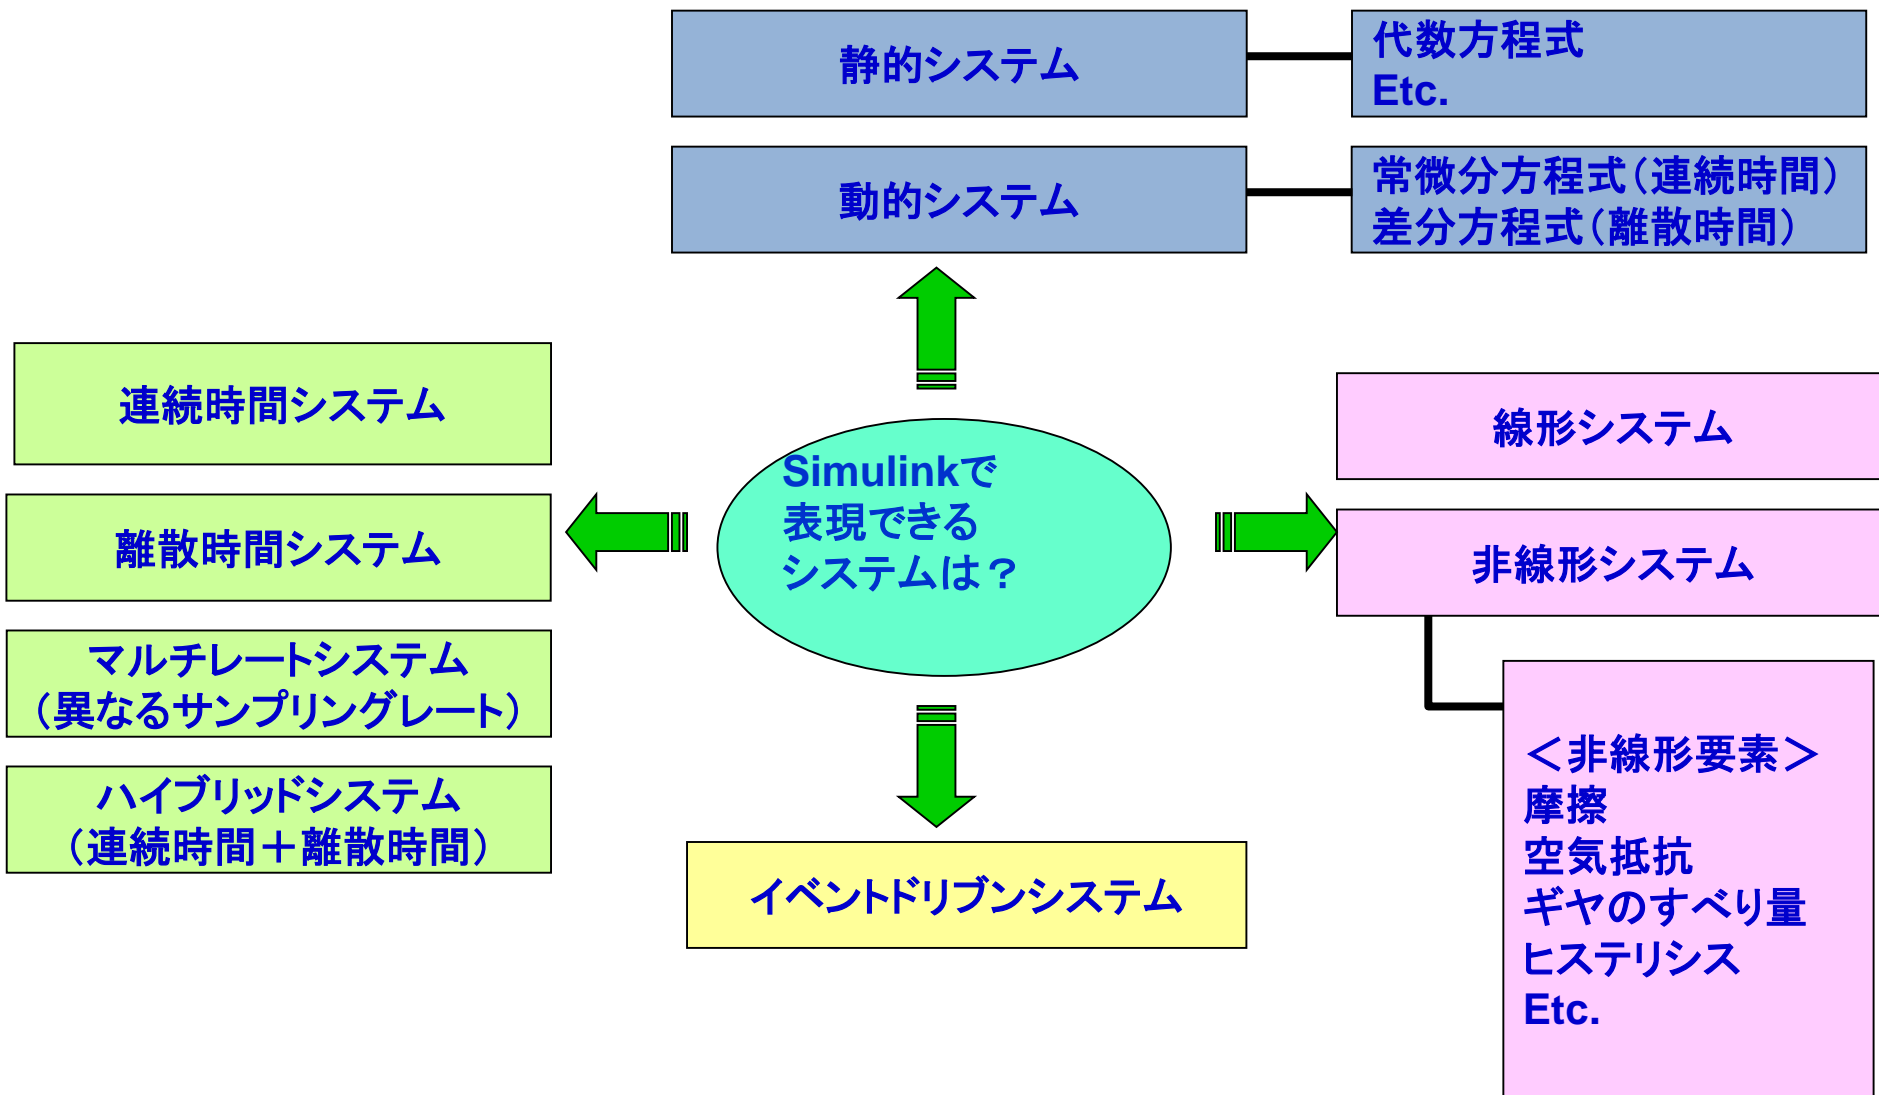 静的システム
代数方程式
Etc.
動的システム
常微分方程式（連続時間）
差分方程式（離散時間）
連続時間システム
離散時間システム
マルチレートシステム
（異なるサンプリングレート）
ハイブリッドシステム
（連続時間＋離散時間）
Simulinkで
表現できる
システムは？
線形システム
非線形システム
＜非線形要素＞
摩擦
空気抵抗
ギヤのすべり量
ヒステリシス
Etc.
イベントドリブンシステム